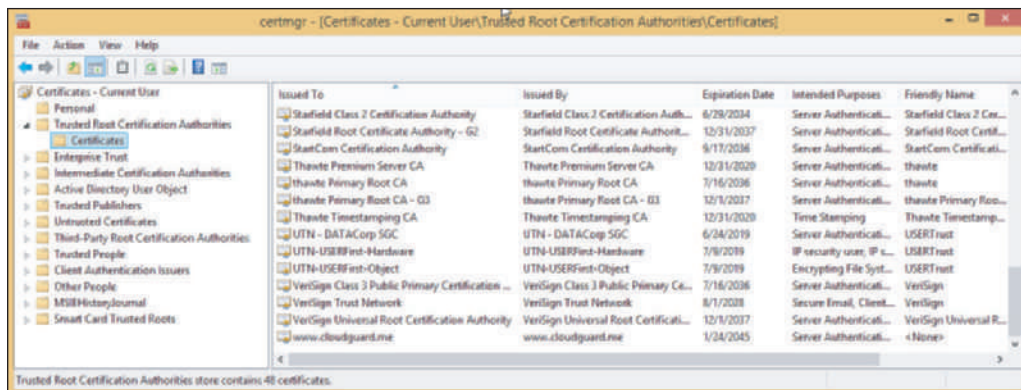 certmgr - [Certificates - Current User\Trusted Root Certification Authorities\Certificates]
File Action View Help
Certificates - Current User
Personal
Trusted Root Certification Authorities
Certificates
Enterprise Trust
Intermediate Certification Authorities
Active Directory User Object
Trusted Publishers
Untrusted Certificates
Third-Party Root Certification Authorities
Trusted People
Client Authentication Issuers
Other People
MSIEHistoryJournal
Smart Card Trusted Roots
Issued To Issued By Expiration Date Intended Purposes Friendly Name
Starfield Class 2 Certification Authority Starfield Class 2 Certification Auth... 6/29/2034 Server Authenticati... Starfield Class 2 Cer...
Starfield Root Certificate Authority - G2 Starfield Root Certificate Authorit... 12/31/2037 Server Authenticati... Starfield Root Certif...
StartCom Certification Authority StartCom Certification Authority 9/17/2036 Server Authenticati... StartCom Certificati...
Thawte Premium Server CA Thawte Premium Server CA 12/31/2020 Server Authenticati... thawte
thawte Primary Root CA thawte Primary Root CA 7/16/2036 Server Authenticati... thawte
thawte Primary Root CA - G3 thawte Primary Root CA - G3 12/1/2037 Server Authenticati... thawte Primary Roo...
Thawte Timestamping CA Thawte Timestamping CA 12/31/2020 Time Stamping Thawte Timestamp...
UTN - DATACorp SGC UTN - DATACorp SGC 6/24/2019 Server Authenticati... USERTrust
UTN-USERFirst-Hardware UTN-USERFirst-Hardware 7/9/2019 IP security user, IP s... USERTrust
UTN-USERFirst-Object UTN-USERFirst-Object 7/9/2019 Encrypting File Syst... USERTrust
VeriSign Class 3 Public Primary Certification ... VeriSign Class 3 Public Primary Ce... 7/16/2036 Server Authenticati... VeriSign
VeriSign Trust Network VeriSign Trust Network 8/1/2028 Secure Email, Client... VeriSign
VeriSign Universal Root Certification Authority VeriSign Universal Root Certificati... 12/1/2037 Server Authenticati... VeriSign Universal R...
www.cloudguard.me www.cloudguard.me 1/24/2045 Server Authenticati... <None>
Trusted Root Certification Authorities store contains 48 certificates.